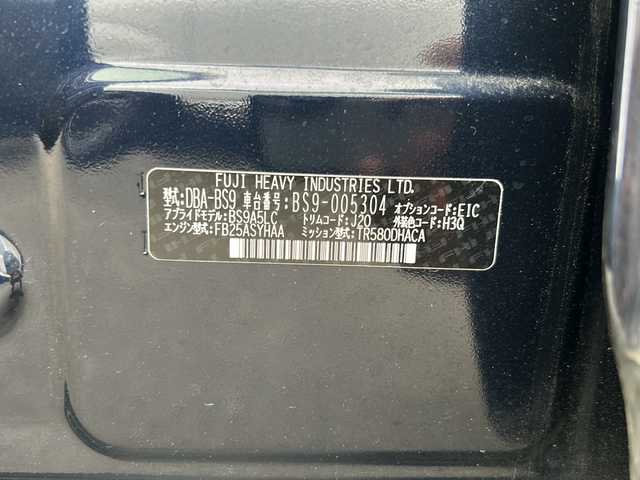 FUJI HEAVY INDUSTRIES LTD.
型式:DBA-BS9 車台番号:BS9-005304 オプションコード:EIC
アプライドモデル:BS9A5LC トリムコード:J20 外装色コード:H3Q
エンジン型式:FB25ASYHAA ミッション型式:TR580DHACA